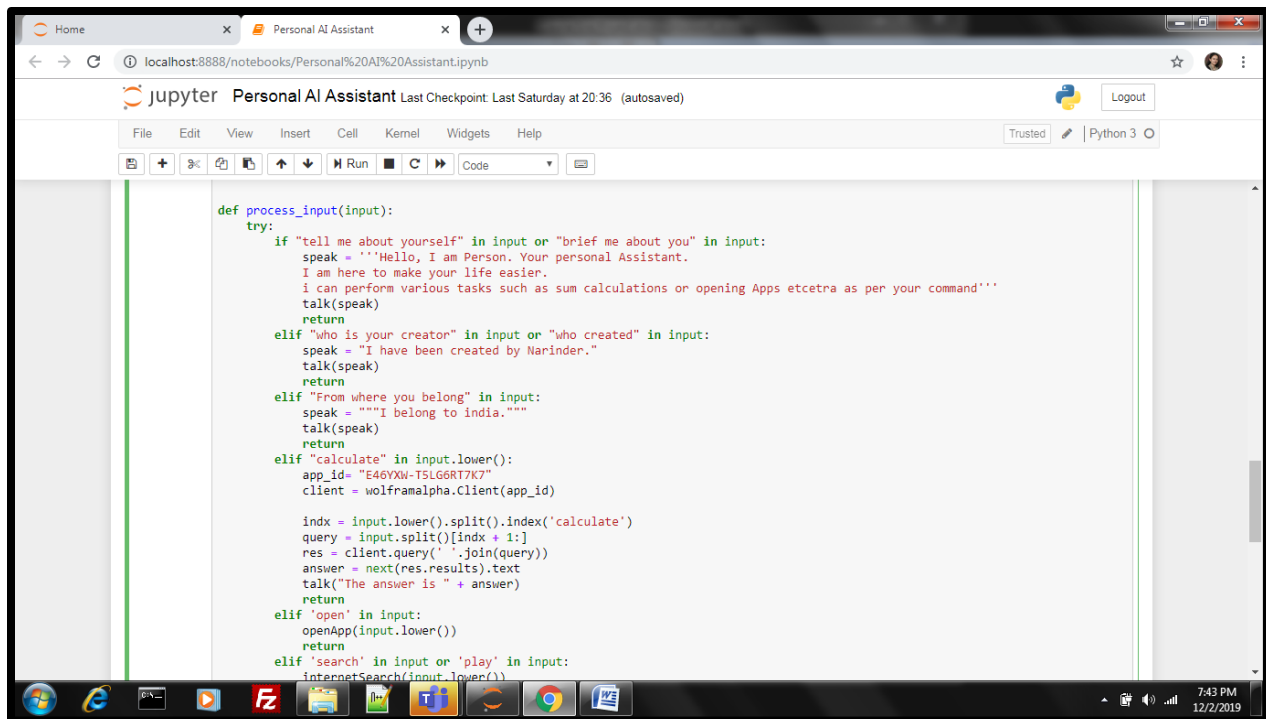 Home
Personal AI Assistant
localhost:8888/notebooks/Personal%20AI%20Assistant.ipynb
jupyter Personal AI Assistant Last Checkpoint: Last Saturday at 20:36 (autosaved)
Logout
File Edit View Insert Cell Kernel Widgets Help
Trusted
Python 3
Run
Code
def process_input(input):
    try:
        if "tell me about yourself" in input or "brief me about you" in input:
            speak = '''Hello, I am Person. Your personal Assistant.
            I am here to make your life easier.
            i can perform various tasks such as sum calculations or opening Apps etcetra as per your command'''
            talk(speak)
            return
        elif "who is your creator" in input or "who created" in input:
            speak = "I have been created by Narinder."
            talk(speak)
            return
        elif "From where you belong" in input:
            speak = """I belong to india."""
            talk(speak)
            return
        elif "calculate" in input.lower():
            app_id= "E46YXW-T5LG6RT7K7"
            client = wolframalpha.Client(app_id)
            indx = input.lower().split().index('calculate')
            query = input.split()[indx + 1:]
            res = client.query(' '.join(query))
            answer = next(res.results).text
            talk("The answer is " + answer)
            return
        elif 'open' in input:
            openApp(input.lower())
            return
        elif 'search' in input or 'play' in input:
            internetSearch(input.lower())
7:43 PM
12/2/2019